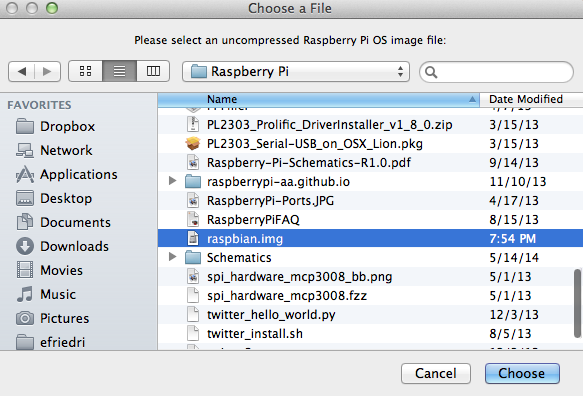 Choose a File
Please select an uncompressed Raspberry Pi OS image file:
Raspberry Pi
FAVORITES
Dropbox
Network
Applications
Desktop
Documents
Downloads
Movies
Music
Pictures
efriedri
Name Date Modified
PL2303_Prolific_DriverInstaller_v1_8_0.zip 3/15/13
PL2303_Serial-USB_on_OSX_Lion.pkg 3/15/13
Raspberry-Pi-Schematics-R1.0.pdf 9/14/13
raspberrypi-aa.github.io 11/10/13
RaspberryPi-Ports.JPG 4/17/13
RaspberryPiFAQ 8/15/13
raspbian.img 7:54 PM
Schematics 5/14/14
spi_hardware_mcp3008_bb.png 5/1/13
spi_hardware_mcp3008.fzz 5/1/13
twitter_hello_world.py 12/3/13
twitter_install.sh 8/5/13
Cancel Choose